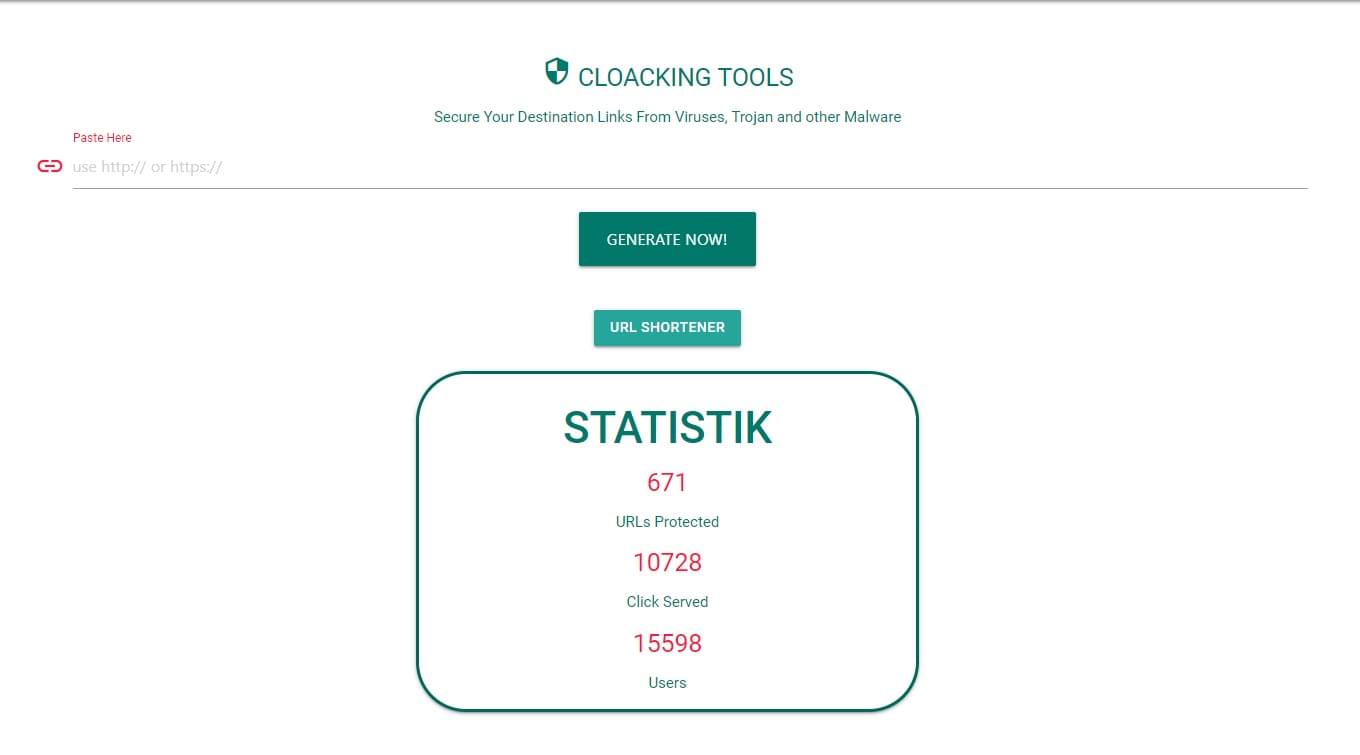 CLOACKING TOOLS
Secure Your Destination Links From Viruses, Trojan and other Malware
Paste Here
use http:// or https://
GENERATE NOW!
URL SHORTENER
STATISTIK
671
URLs Protected
10728
Click Served
15598
Users